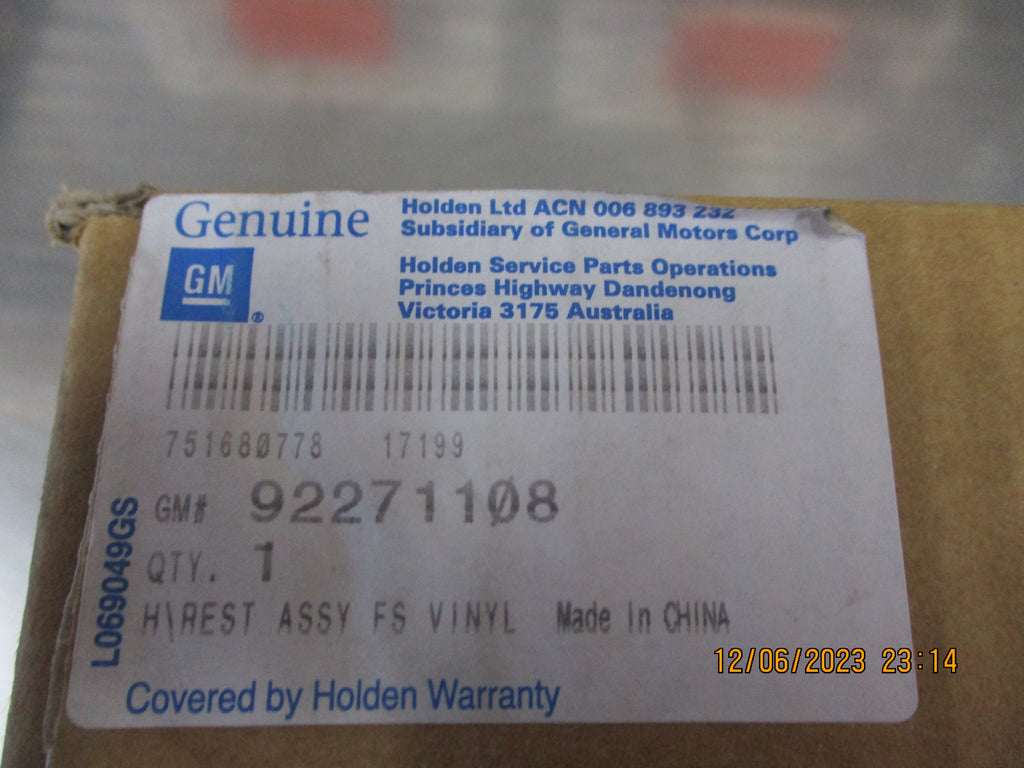 Genuine
GM®
Holden Ltd ACN 006 893 232
Subsidiary of General Motors Corp
Holden Service Parts Operations
Princes Highway Dandenong
Victoria 3175 Australia
751680778 17199
GM# 92271108
QTY. 1
H\REST ASSY FS VINYL Made In CHINA
L069049GS
Covered by Holden Warranty
12/06/2023 23:14